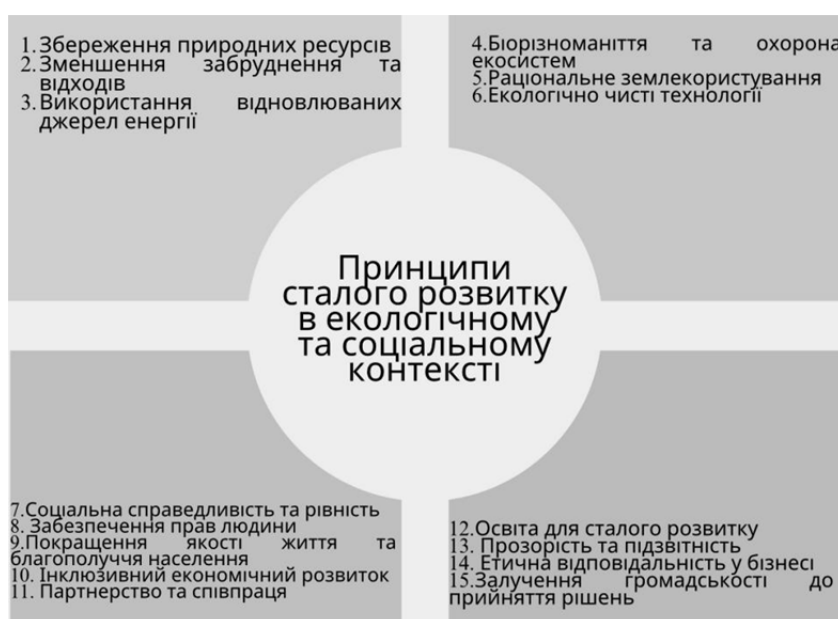 1. Збереження природних ресурсів
2. Зменшення забруднення та
відходів
3. Використання відновлюваних
джерел енергії
4.Біорізноманіття та охорона
екосистем
5.Раціональне землекористування
6.Екологічно чисті технології
Принципи
сталого розвитку
в екологічному
та соціальному
контексті
7.Соціальна справедливість та рівність
8. Забезпечення прав людини
9.Покращення якості життя та
благополуччя населення
10. Інклюзивний економічний розвиток
11. Партнерство та співпраця
12.Освіта для сталого розвитку
13. Прозорість та підзвітність
14. Етична відповідальність у бізнесі
15.Залучення громадськості до
прийняття рішень